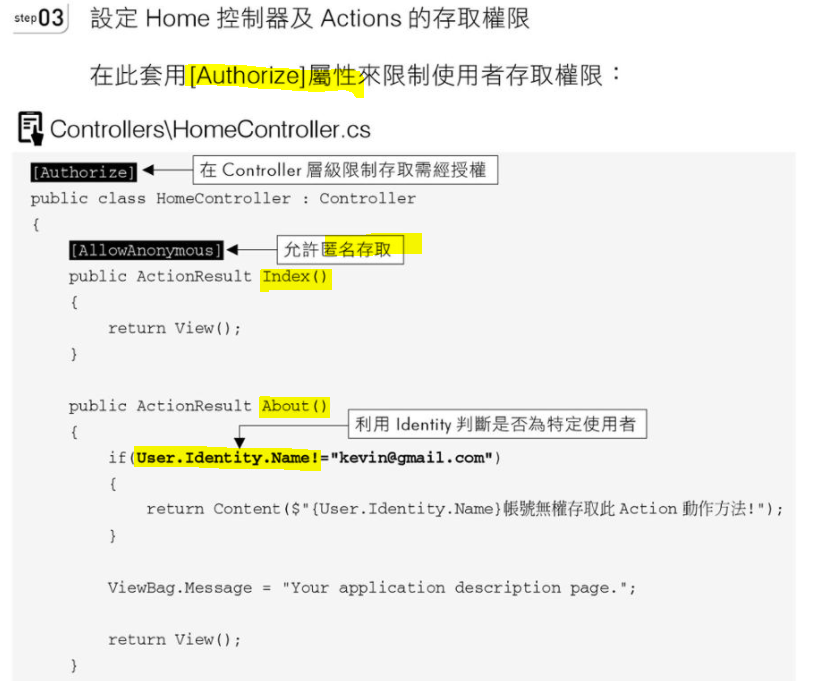 step03 設定 Home 控制器及 Actions 的存取權限
在此套用[Authorize]屬性來限制使用者存取權限：
Controllers\HomeController.cs
[Authorize] 在 Controller 層級限制存取需經授權
public class HomeController : Controller
{
[AllowAnonymous] 允許匿名存取
public ActionResult Index()
{
return View();
}
public ActionResult About()
利用 Identity 判斷是否為特定使用者
{
if(User.Identity.Name!="kevin@gmail.com")
{
return Content($"{User.Identity.Name}帳號無權存取此 Action 動作方法!");
}
ViewBag.Message = "Your application description page.";
return View();
}